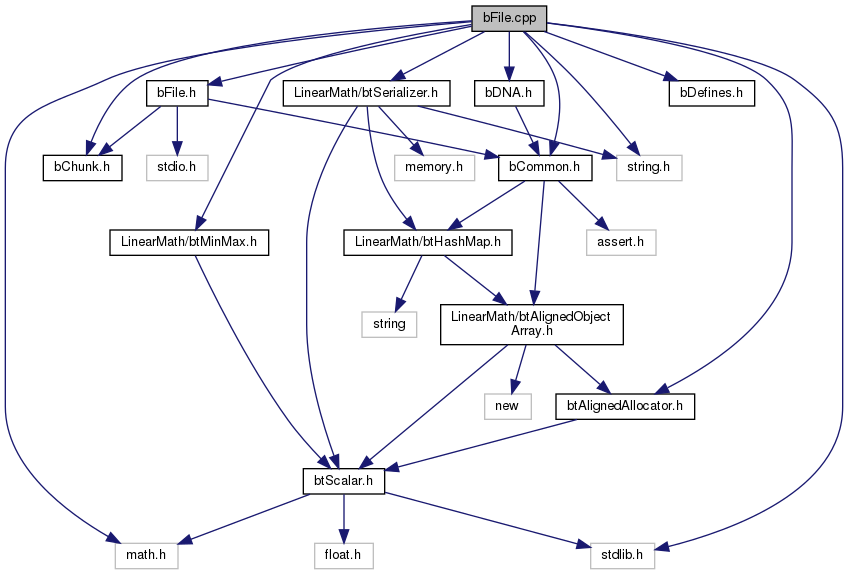 bFile.cpp
bFile.h
LinearMath/btSerializer.h
bDNA.h
bDefines.h
bChunk.h
stdio.h
memory.h
bCommon.h
string.h
LinearMath/btMinMax.h
LinearMath/btHashMap.h
assert.h
string
LinearMath/btAlignedObject
Array.h
new
btAlignedAllocator.h
btScalar.h
math.h
float.h
stdlib.h